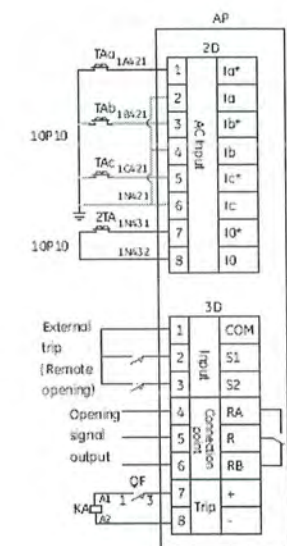 AP
2D
TAa 1A421 1 Ia*
2 Ia
TAb 1B421 3 Ib*
10P10
4 Ib
TAc 1C421 5 Ic*
1N421 6 Ic
AC Input
2TA 1N431 7 I0*
10P10
1N432 8 I0
3D
External 1 COM
trip 2 S1
(Remote
opening) 3 S2
Input
Opening 4 RA
signal 5 R
output 6 RB
Connection
point
QF
KA A1 1 3 7 +
A2 8 -
Trip